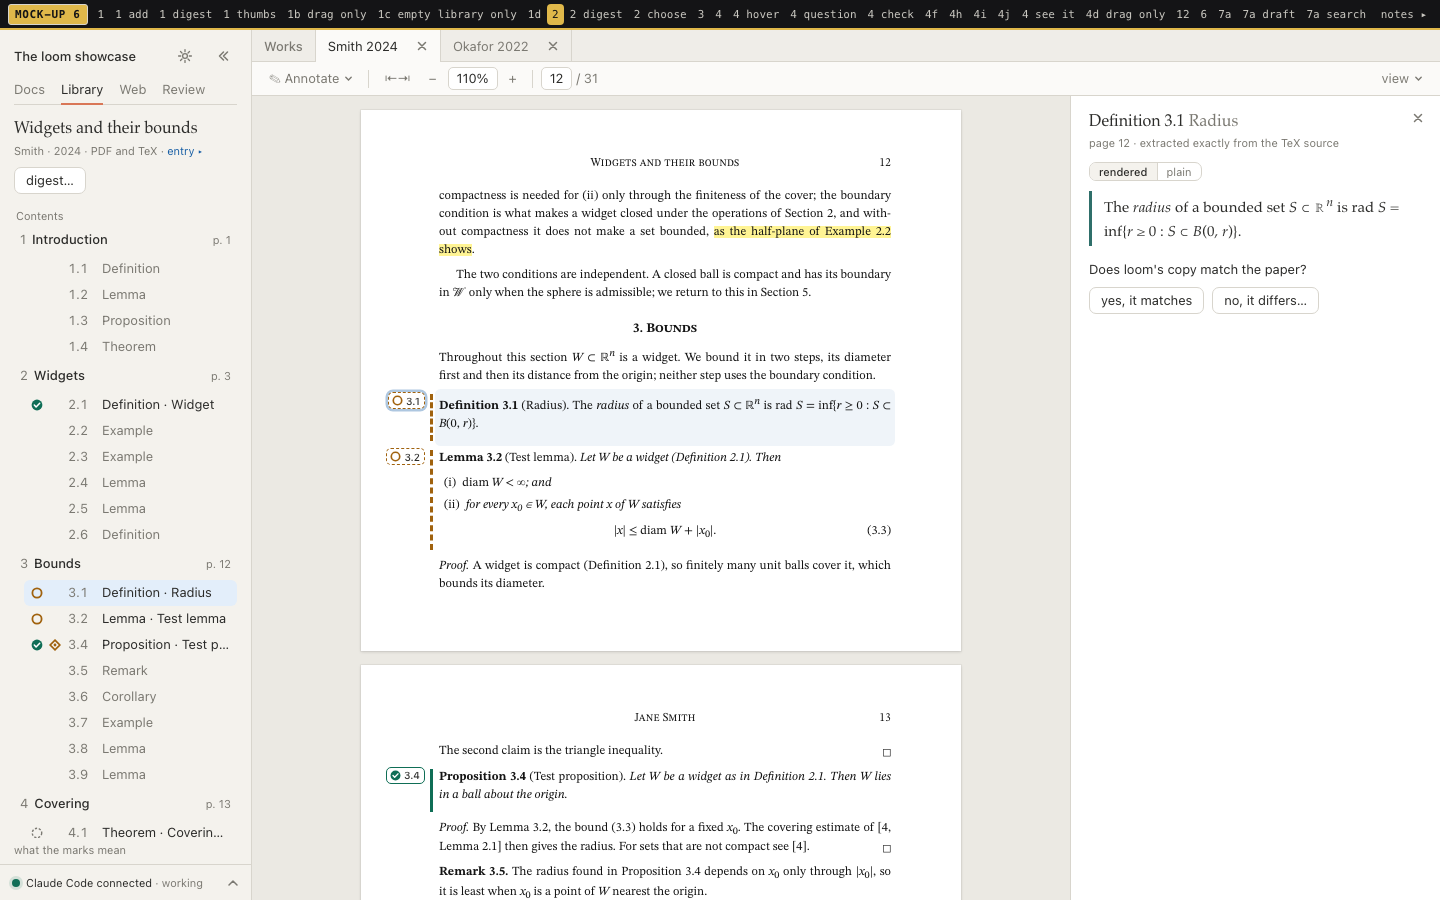 MOCK-UP 6 1 1 add 1 digest 1 thumbs 1b drag only 1c empty library only 1d 2 2 digest 2 choose 3 4 4 hover 4 question 4 check 4f 4h 4i 4j 4 see it 4d drag only 12 6 7a 7a draft 7a search notes ▸
The loom showcase
Docs Library Web Review
Widgets and their bounds
Smith · 2024 · PDF and TeX · entry ▸
digest...
Contents
1 Introduction p. 1
1.1 Definition
1.2 Lemma
1.3 Proposition
1.4 Theorem
2 Widgets p. 3
2.1 Definition · Widget
2.2 Example
2.3 Example
2.4 Lemma
2.5 Lemma
2.6 Definition
3 Bounds p. 12
3.1 Definition · Radius
3.2 Lemma · Test lemma
3.4 Proposition · Test p...
3.5 Remark
3.6 Corollary
3.7 Example
3.8 Lemma
3.9 Lemma
4 Covering p. 13
4.1 Theorem · Coverin...
what the marks mean
Claude Code connected · working
Works Smith 2024 Okafor 2022
Annotate − 110% + 12 / 31 view
WIDGETS AND THEIR BOUNDS 12
compactness is needed for (ii) only through the finiteness of the cover; the boundary
condition is what makes a widget closed under the operations of Section 2, and with-
out compactness it does not make a set bounded, as the half-plane of Example 2.2
shows.
The two conditions are independent. A closed ball is compact and has its boundary
in 𝒲 only when the sphere is admissible; we return to this in Section 5.
3. BOUNDS
Throughout this section W ⊂ ℝⁿ is a widget. We bound it in two steps, its diameter
first and then its distance from the origin; neither step uses the boundary condition.
3.1
Definition 3.1 (Radius). The radius of a bounded set S ⊂ ℝⁿ is rad S = inf{r ≥ 0 : S ⊂
B(0, r)}.
3.2
Lemma 3.2 (Test lemma). Let W be a widget (Definition 2.1). Then
(i) diam W < ∞; and
(ii) for every x₀ ∈ W, each point x of W satisfies
|x| ≤ diam W + |x₀|. (3.3)
Proof. A widget is compact (Definition 2.1), so finitely many unit balls cover it, which
bounds its diameter.
JANE SMITH 13
The second claim is the triangle inequality. □
3.4
Proposition 3.4 (Test proposition). Let W be a widget as in Definition 2.1. Then W lies
in a ball about the origin.
Proof. By Lemma 3.2, the bound (3.3) holds for a fixed x₀. The covering estimate of [4,
Lemma 2.1] then gives the radius. For sets that are not compact see [4]. □
Remark 3.5. The radius found in Proposition 3.4 depends on x₀ only through |x₀|, so
it is least when x₀ is a point of W nearest the origin.
Definition 3.1 Radius
page 12 · extracted exactly from the TeX source
rendered plain
The radius of a bounded set S ⊂ ℝⁿ is rad S =
inf{r ≥ 0 : S ⊂ B(0, r)}.
Does loom's copy match the paper?
yes, it matches no, it differs...